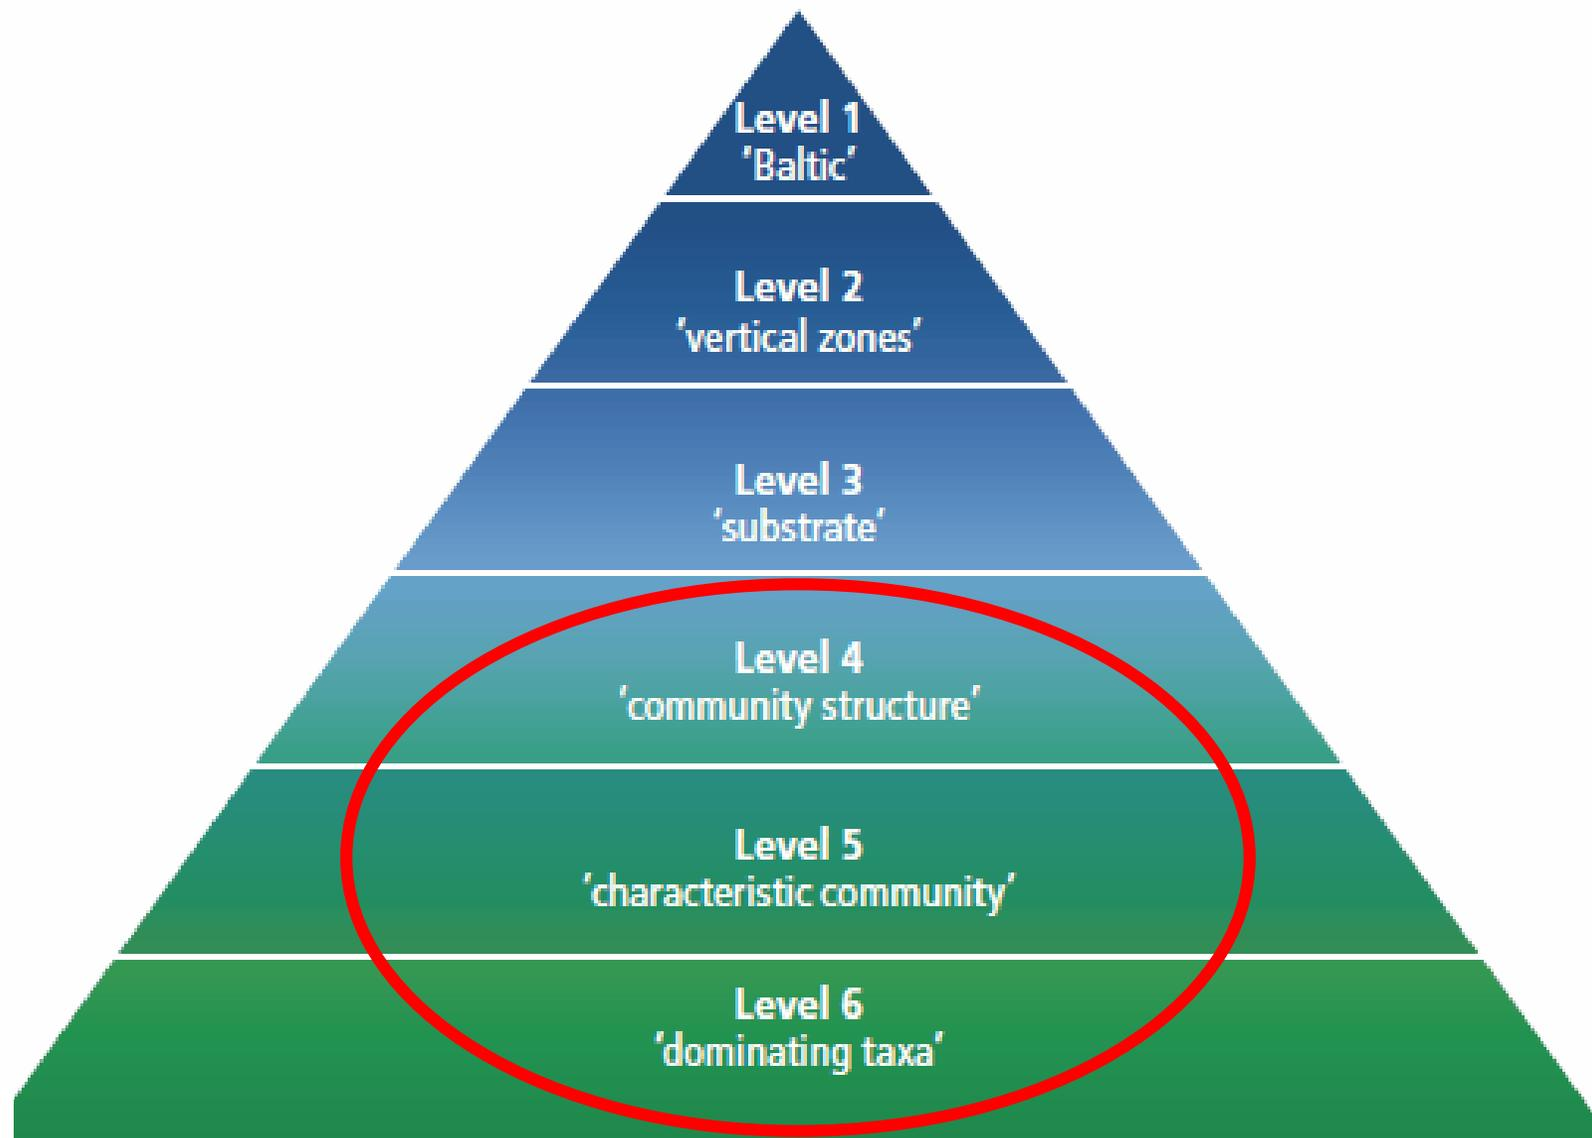 Level 1
'Baltic'
Level 2
'vertical zones'
Level 3
'substrate'
Level 4
'community structure'
Level 5
'characteristic community'
Level 6
'dominating taxa'